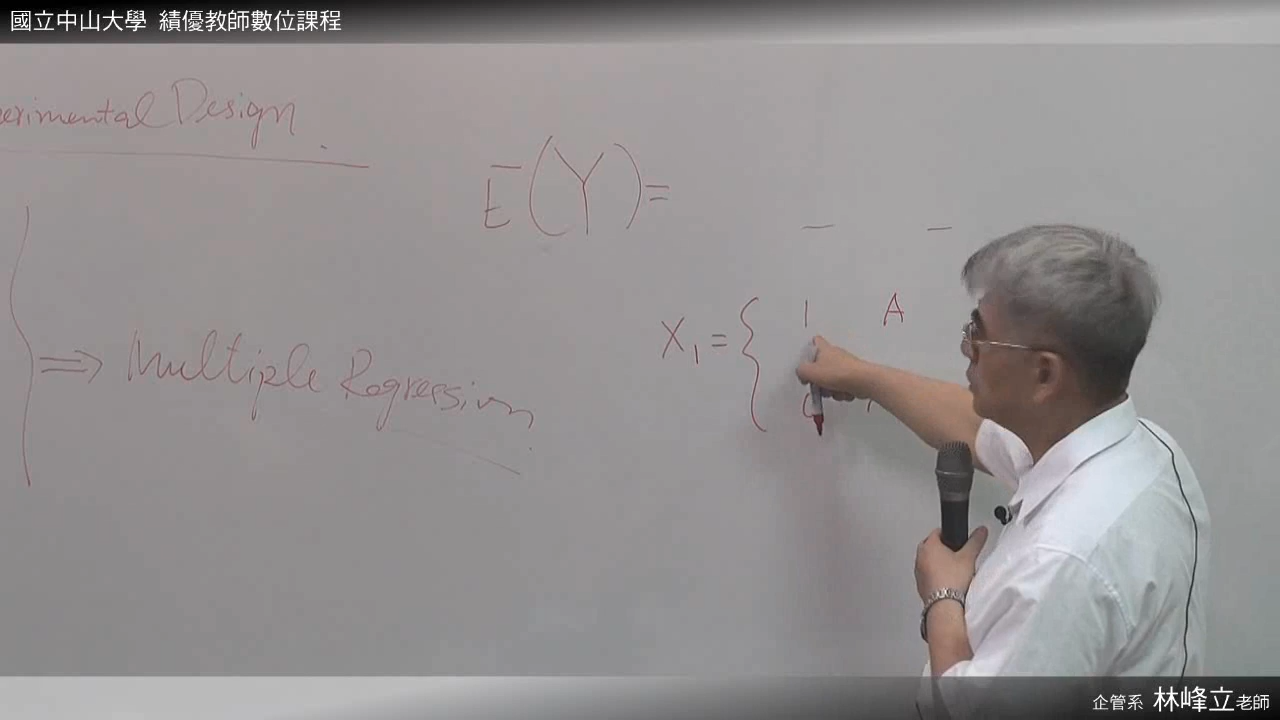 國立中山大學 績優教師數位課程
erimental Design
E(Y)=
X₁= { 1 A
0
⇒ Multiple Regression
企管系 林峰立老師